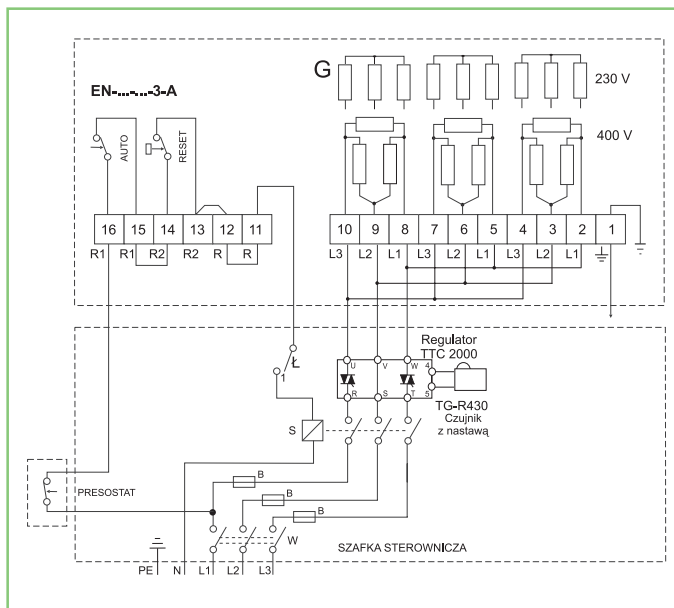 G
230 V
EN-...-...-3-A
400 V
AUTO
RESET
16 15 14 13 12 11
10 9 8 7 6 5 4 3 2 1
R1 R1 R2 R2 R R
L3 L2 L1 L3 L2 L1 L3 L2 L1
Regulator
TTC 2000
Ł
1
U V W 4
R S T 5
TG-R430
Czujnik
z nastawą
S
B
PRESOSTAT
B
B
W
SZAFKA STEROWNICZA
PE N L1 L2 L3